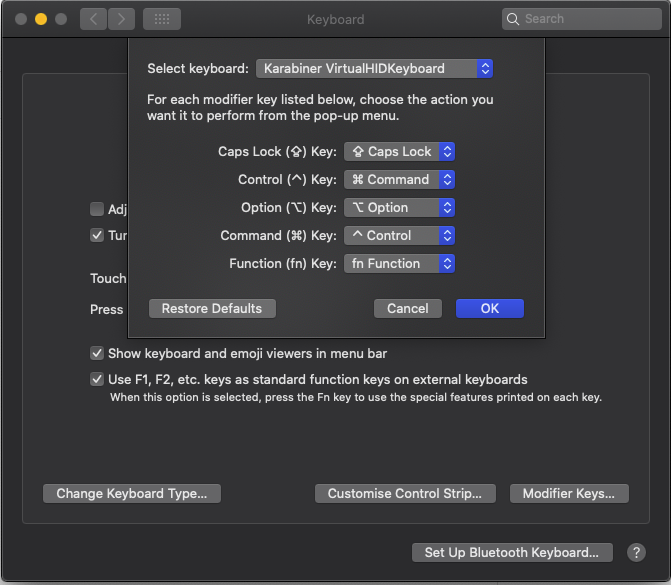 Keyboard
Search
Select keyboard: Karabiner VirtualHIDKeyboard
For each modifier key listed below, choose the action you
want it to perform from the pop-up menu.
Caps Lock (⇪) Key: ⇪ Caps Lock
Control (^) Key: ⌘ Command
Option (⌥) Key: ⌥ Option
Command (⌘) Key: ^ Control
Function (fn) Key: fn Function
Restore Defaults Cancel OK
Adj
Tur
Touch
Press
Show keyboard and emoji viewers in menu bar
Use F1, F2, etc. keys as standard function keys on external keyboards
When this option is selected, press the Fn key to use the special features printed on each key.
Change Keyboard Type... Customise Control Strip... Modifier Keys...
Set Up Bluetooth Keyboard... ?